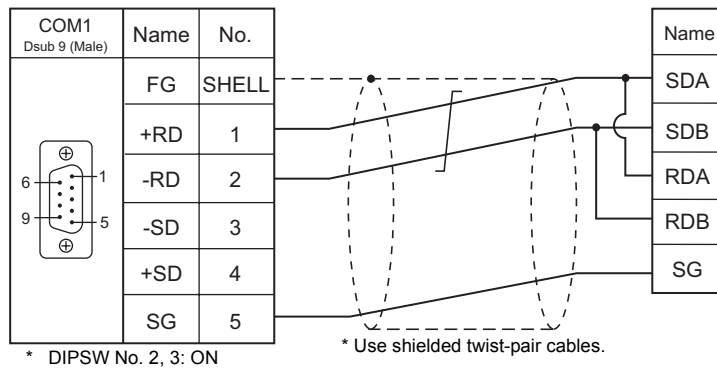 COM1
Dsub 9 (Male)
Name
No.
Name
FG
SHELL
SDA
+RD
1
SDB
-RD
2
RDA
-SD
3
RDB
+SD
4
SG
SG
5
6
1
9
5
* DIPSW No. 2, 3: ON
* Use shielded twist-pair cables.